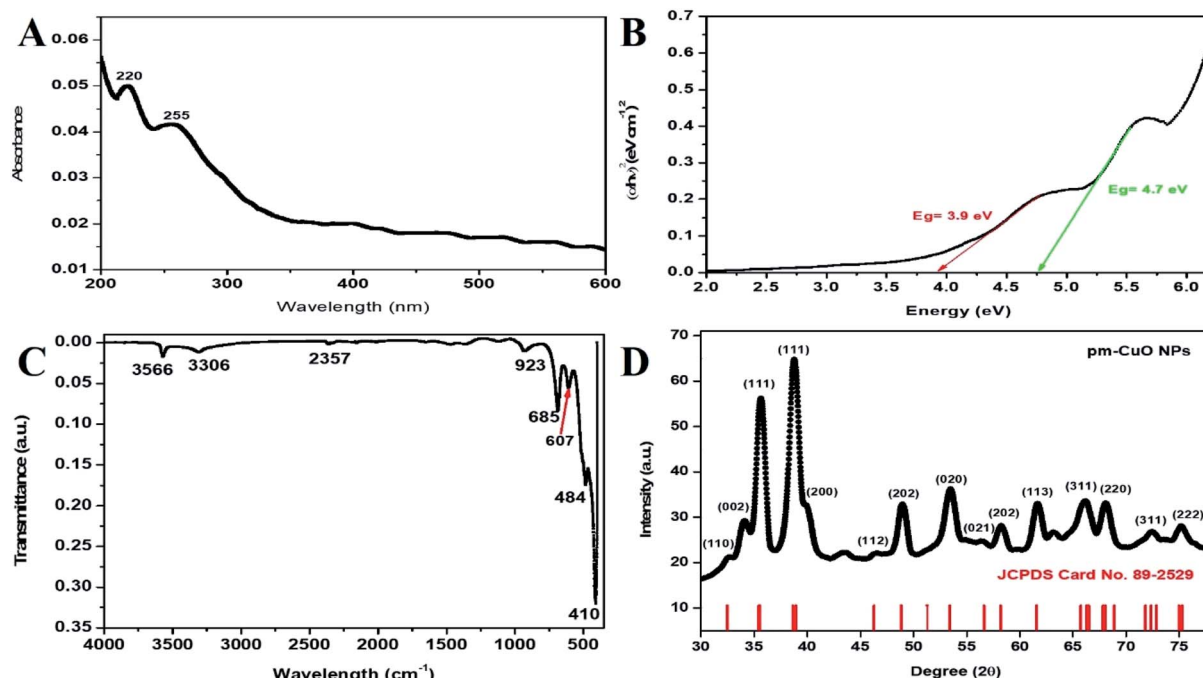 A
0.06
0.05
0.04
0.03
0.02
0.01
220
255
Absorbance
200 300 400 500 600
Wavelength (nm)
B
0.7
0.6
0.5
0.4
0.3
0.2
0.1
0.0
(αhν)² (eVcm⁻¹)²
Eg= 3.9 eV
Eg= 4.7 eV
2.0 2.5 3.0 3.5 4.0 4.5 5.0 5.5 6.0
Energy (eV)
C
0.00
0.05
0.10
0.15
0.20
0.25
0.30
0.35
3566 3306 2357 923
685
607
484
410
Transmittance (a.u.)
4000 3500 3000 2500 2000 1500 1000 500
Wavelength (cm⁻¹)
D
70
60
50
40
30
20
10
pm-CuO NPs
(110) (002) (111) (111) (200) (112) (202) (020) (021) (202) (113) (311) (220) (311) (222)
JCPDS Card No. 89-2529
Intensity (a.u.)
30 35 40 45 50 55 60 65 70 75
Degree (2θ)